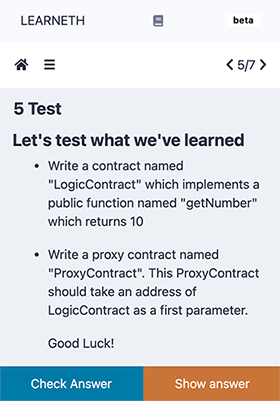 LEARNETH
beta
5/7
5 Test
Let's test what we've learned
• Write a contract named
"LogicContract" which implements a
public function named "getNumber"
which returns 10
• Write a proxy contract named
"ProxyContract". This ProxyContract
should take an address of
LogicContract as a first parameter.
Good Luck!
Check Answer
Show answer